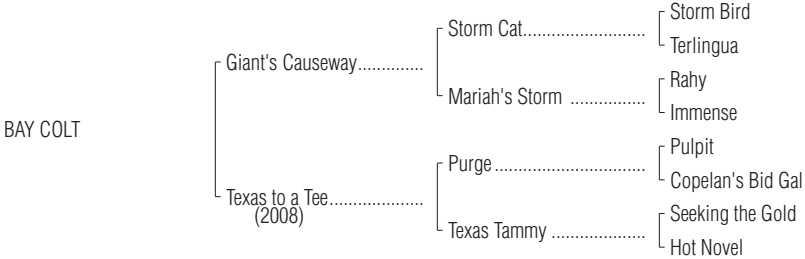 Storm Bird
Storm Cat..........................
Terlingua
Giant's Causeway..............
Rahy
Mariah's Storm ................
Immense
BAY COLT
Pulpit
Purge ................................
Copelan's Bid Gal
Texas to a Tee....................
(2008)
Seeking the Gold
Texas Tammy ....................
Hot Novel